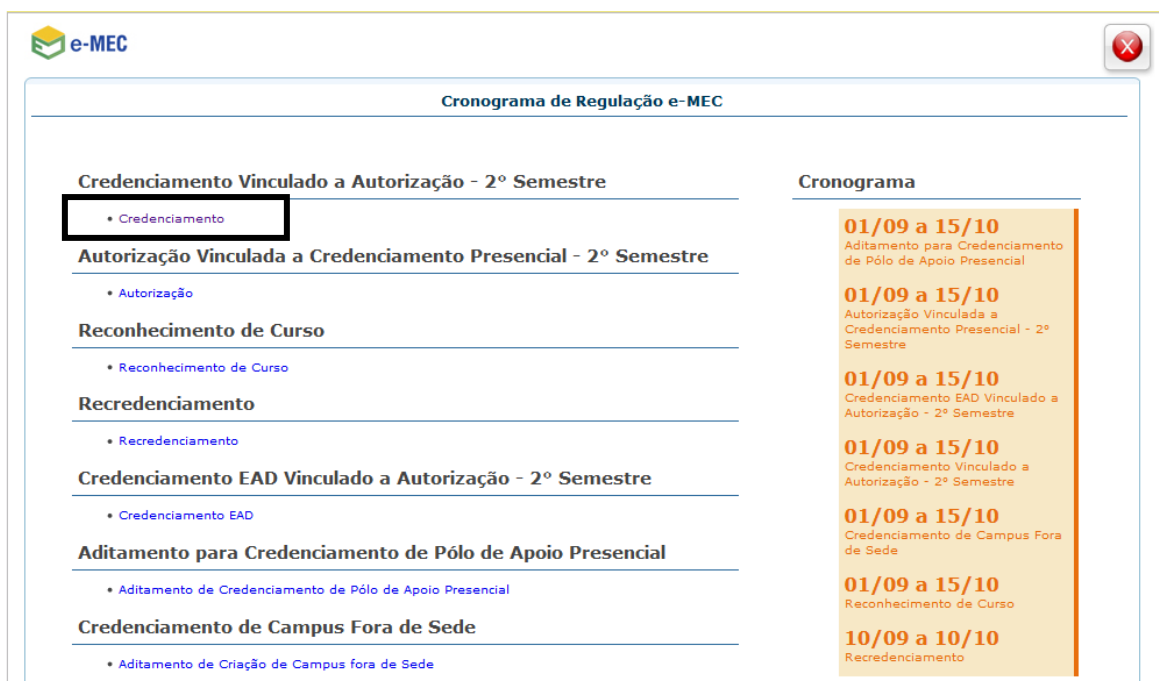 e-MEC
Cronograma de Regulação e-MEC
Credenciamento Vinculado a Autorização - 2º Semestre
• Credenciamento
Autorização Vinculada a Credenciamento Presencial - 2º Semestre
• Autorização
Reconhecimento de Curso
• Reconhecimento de Curso
Recredenciamento
• Recredenciamento
Credenciamento EAD Vinculado a Autorização - 2º Semestre
• Credenciamento EAD
Aditamento para Credenciamento de Pólo de Apoio Presencial
• Aditamento de Credenciamento de Pólo de Apoio Presencial
Credenciamento de Campus Fora de Sede
• Aditamento de Criação de Campus fora de Sede
Cronograma
01/09 a 15/10
Aditamento para Credenciamento
de Pólo de Apoio Presencial
01/09 a 15/10
Autorização Vinculada a
Credenciamento Presencial - 2º
Semestre
01/09 a 15/10
Credenciamento EAD Vinculado a
Autorização - 2º Semestre
01/09 a 15/10
Credenciamento Vinculado a
Autorização - 2º Semestre
01/09 a 15/10
Credenciamento de Campus Fora
de Sede
01/09 a 15/10
Reconhecimento de Curso
10/09 a 10/10
Recredenciamento